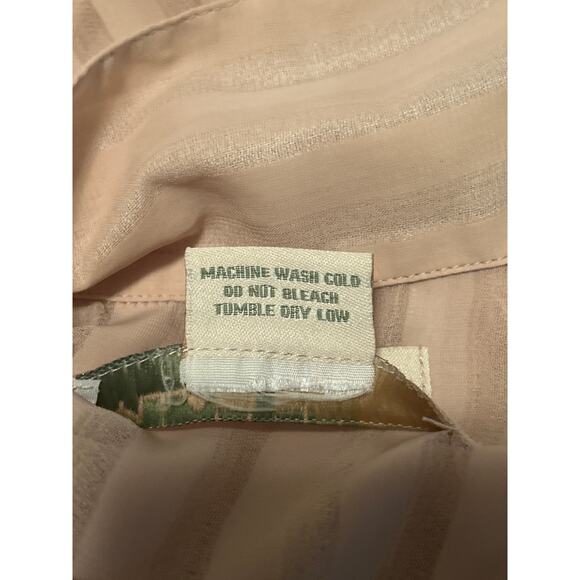 MACHINE WASH COLD
DO NOT BLEACH
TUMBLE DRY LOW